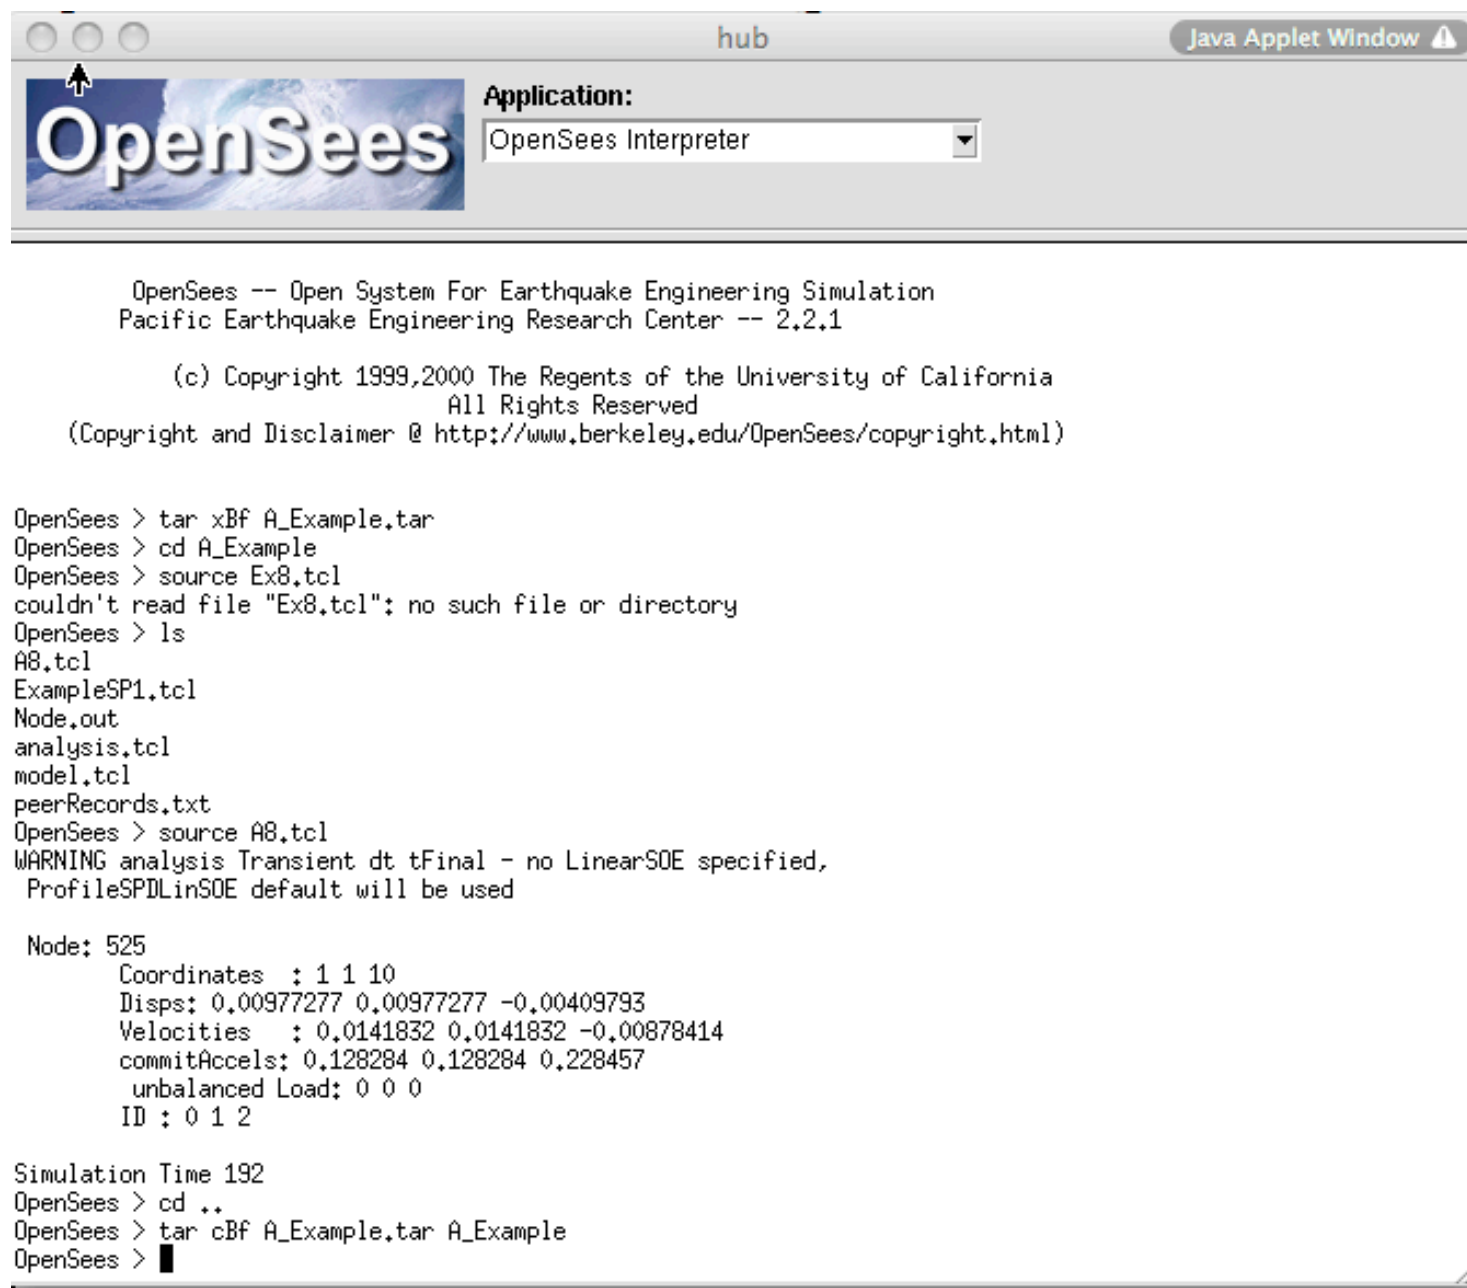 hub
Java Applet Window
OpenSees
Application:
OpenSees Interpreter
OpenSees -- Open System For Earthquake Engineering Simulation
Pacific Earthquake Engineering Research Center -- 2.2.1
(c) Copyright 1999,2000 The Regents of the University of California
All Rights Reserved
(Copyright and Disclaimer @ http://www.berkeley.edu/OpenSees/copyright.html)
OpenSees > tar xBf A_Example.tar
OpenSees > cd A_Example
OpenSees > source Ex8.tcl
couldn't read file "Ex8.tcl": no such file or directory
OpenSees > ls
A8.tcl
ExampleSP1.tcl
Node.out
analysis.tcl
model.tcl
peerRecords.txt
OpenSees > source A8.tcl
WARNING analysis Transient dt tFinal - no LinearSOE specified,
ProfileSPDLinSOE default will be used
Node: 525
Coordinates : 1 1 10
Disps: 0.00977277 0.00977277 -0.00409793
Velocities : 0.0141832 0.0141832 -0.00878414
commitAccels: 0.128284 0.128284 0.228457
unbalanced Load: 0 0 0
ID : 0 1 2
Simulation Time 192
OpenSees > cd ..
OpenSees > tar cBf A_Example.tar A_Example
OpenSees >